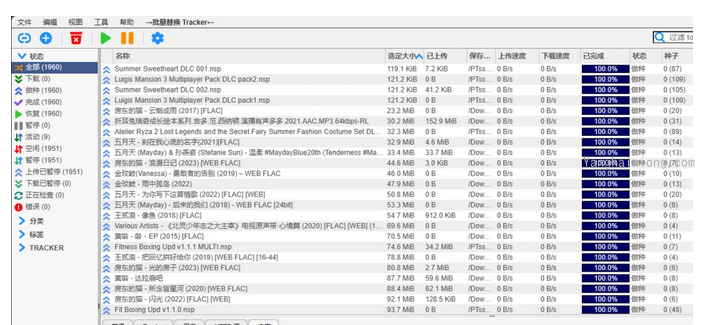 文件 编辑 视图 工具 帮助 →批量替换 Tracker←
过滤 to
状态
全部 (1960)
下载 (0)
做种 (1960)
完成 (1960)
恢复 (1960)
暂停 (0)
活动 (9)
空闲 (1951)
暂停 (1951)
上传已暂停 (1951)
下载已暂停 (0)
正在检查 (0)
错误 (0)
分类
标签
TRACKER
名称 选定大小 已上传 保存... 上传速度 下载速度 已完成 状态 种子
Summer Sweetheart DLC 001.nsp 119.1 KiB 7.2 KiB /PTss... 0 B/s 0 B/s 100.0% 做种 0 (87)
Luigis Mansion 3 Multiplayer Pack DLC pack2.nsp 121.2 KiB 0 B /PTss... 0 B/s 0 B/s 100.0% 做种 0 (109)
Summer Sweetheart DLC 002.nsp 121.2 KiB 41.2 KiB /PTss... 0 B/s 0 B/s 100.0% 做种 0 (105)
Luigis Mansion 3 Multiplayer Pack DLC pack1.nsp 121.2 KiB 0 B /PTss... 0 B/s 0 B/s 100.0% 做种 0 (109)
房东的猫 - 云烟成雨 (2017) [FLAC] 23.2 MiB 0 B /Dow... 0 B/s 0 B/s 100.0% 做种 0 (20)
折耳兔瑞奇成长绘本系列.吉多.范.西纳顿.演播有声多多.2021.AAC.MP3.64kbps-RL 30.2 MiB 152.9 MiB /Dow... 0 B/s 0 B/s 100.0% 做种 0 (31)
Atelier Ryza 2 Lost Legends and the Secret Fairy Summer Fashion Costume Set DL... 32.3 MiB 0 B /PTss... 0 B/s 0 B/s 100.0% 做种 0 (89)
五月天 - 刻在我心底的名字(2021)[FLAC] 32.9 MiB 4.6 MiB /Dow... 0 B/s 0 B/s 100.0% 做种 0 (14)
五月天 (Mayday) & 孙燕姿 (Stefanie Sun) - 温柔 #MaydayBlue20th (Tenderness #Ma... 33.4 MiB 33.7 MiB /Dow... 0 B/s 0 B/s 100.0% 做种 0 (13)
房东的猫 - 浪漫日记 (2023) [WEB FLAC] 44.6 MiB 3.0 KiB /Dow... 0 B/s 0 B/s 100.0% 做种
金玟岐(Vanessa) - 勇敢者的告别 (2019) – WEB FLAC 46.0 MiB 0 B /Dow... 0 B/s 0 B/s 100.0% 做种 0 (10)
金玟岐 - 雨中孤岛 (2022) 47.9 MiB 0 B /Dow... 0 B/s 0 B/s 100.0% 做种 0 (13)
五月天 - 为你写下这首情歌 (2022) [FLAC] [WEB] 50.8 MiB 0 B /Dow... 0 B/s 0 B/s 100.0% 做种 0 (20)
五月天 (Mayday) - 后来的我们 (2018) - WEB FLAC [24bit] 53.3 MiB 0 B /Dow... 0 B/s 0 B/s 100.0% 做种 0 (8)
王贰浪 - 像鱼 (2018) [FLAC] 54.7 MiB 912.0 KiB /Dow... 0 B/s 0 B/s 100.0% 做种 0 (4)
Various Artists - 《北灵少年志之大主宰》电视原声带·心境舞 (2020) [FLAC] [WEB] [1... 69.6 MiB 0 B /Dow... 0 B/s 0 B/s 100.0% 做种 0 (4)
黄龄 - 龄 - EP (2015) [FLAC] 70.5 MiB 0 B /Dow... 0 B/s 0 B/s 100.0% 做种 0 (11)
Fitness Boxing Upd v1.1.1 MULTI.nsp 74.6 MiB 34.2 MiB /PTss... 0 B/s 0 B/s 100.0% 做种 0 (7)
王贰浪 - 把回忆拼好给你 (2019) [WEB FLAC] [16-44] 78.8 MiB 0 B /Dow... 0 B/s 0 B/s 100.0% 做种 0 (4)
房东的猫 - 光的房子 (2023) [WEB FLAC] 80.8 MiB 2.7 MiB /Dow... 0 B/s 0 B/s 100.0% 做种 0 (6)
黄龄 - 达拉崩吧 87.7 MiB 59.6 MiB /Dow... 0 B/s 0 B/s 100.0% 做种 0 (8)
房东的猫 - 所念皆星河 (2020) [WEB FLAC] 88.4 MiB 62.1 MiB /Dow... 0 B/s 0 B/s 100.0% 做种 0 (8)
房东的猫 - 闪光 (2022) [FLAC] [WEB] 92.1 MiB 128.5 KiB /Dow... 0 B/s 0 B/s 100.0% 做种 0 (6)
Fit Boxing Upd v1.1.0.nsp 93.7 MiB 0 B /PTss... 0 B/s 0 B/s 100.0% 做种 0 (48)